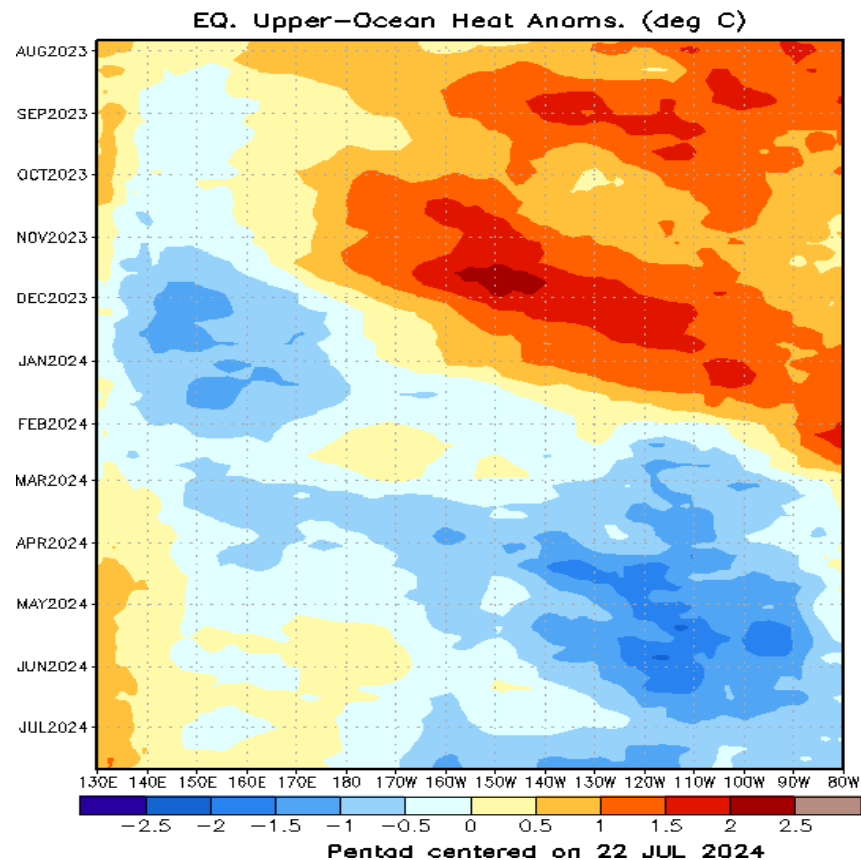 EQ. Upper-Ocean Heat Anoms. (deg C)
AUG2023
SEP2023
OCT2023
NOV2023
DEC2023
JAN2024
FEB2024
MAR2024
APR2024
MAY2024
JUN2024
JUL2024
130E 140E 150E 160E 170E 180 170W 160W 150W 140W 130W 120W 110W 100W 90W 80W
-2.5 -2 -1.5 -1 -0.5 0 0.5 1 1.5 2 2.5
Pentad centered on 22 JUL 2024